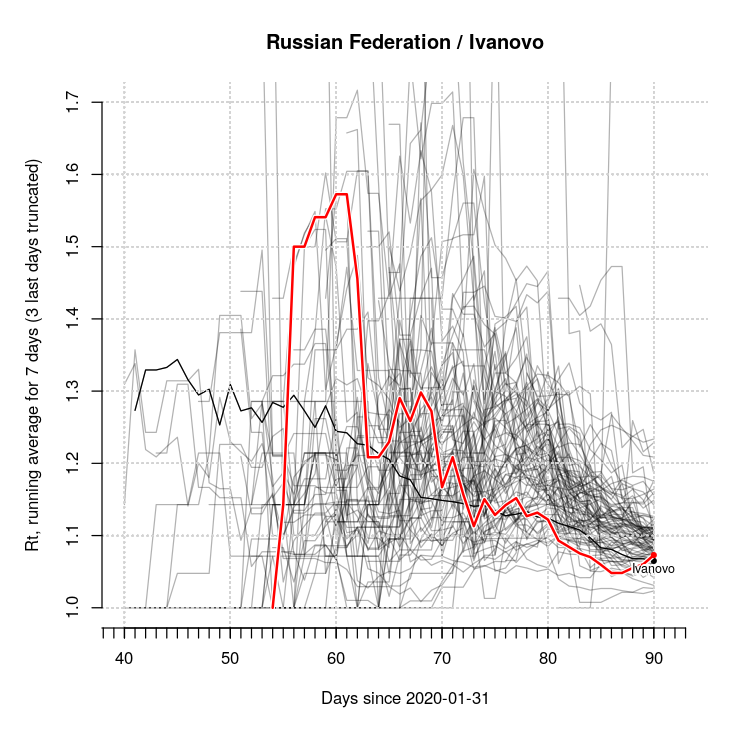 Russian Federation / Ivanovo
Rt, running average for 7 days (3 last days truncated)
1.7
1.6
1.5
1.4
1.3
1.2
1.1
1.0
Ivanovo
40 50 60 70 80 90
Days since 2020-01-31